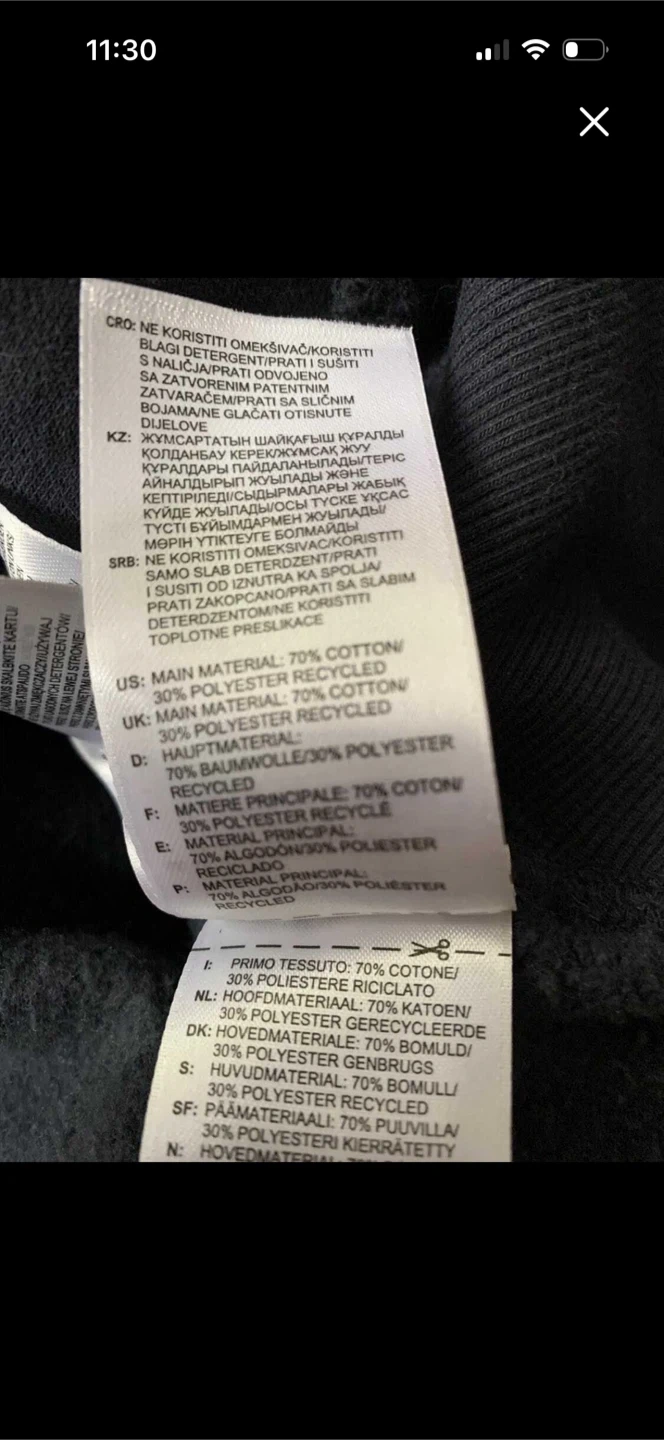 11:30
CRO: NE KORISTITI OMEKŠIVAČ/KORISTITI
BLAGI DETERGENT/PRATI I SUŠITI
S NALIČJA/PRATI ODVOJENO
SA ZATVORENIM PATENTNIM
ZATVARAČEM/PRATI SA SLIČNIM
BOJAMA/NE GLAČATI OTISNUTE
DIJELOVE
KZ: ЖҰМСАРТАТЫН ШАЙҚАҒЫШ ҚҰРАЛДЫ
ҚОЛДАНБАУ КЕРЕК/ЖҰМСАҚ ЖУУ
ҚҰРАЛДАРЫ ПАЙДАЛАНЫЛАДЫ/ТЕРІС
АЙНАЛДЫРЫП ЖУЫЛАДЫ ЖӘНЕ
КЕПТІРІЛЕДІ/СЫДЫРМАЛАРЫ ЖАБЫҚ
КҮЙДЕ ЖУЫЛАДЫ/ОСЫ ТҮСКЕ ҰҚСАС
ТҮСТІ БҰЙЫМДАРМЕН ЖУЫЛАДЫ/
МӨРІН ҮТІКТЕУГЕ БОЛМАЙДЫ
SRB: NE KORISTITI OMEKSIVAC/KORISTITI
SAMO SLAB DETERDZENT/PRATI
I SUSITI OD IZNUTRA KA SPOLJA/
PRATI ZAKOPCANO/PRATI SA SLABIM
DETERDZENTOM/NE KORISTITI
TOPLOTNE PRESLIKACE
US: MAIN MATERIAL: 70% COTTON/
30% POLYESTER RECYCLED
UK: MAIN MATERIAL: 70% COTTON/
30% POLYESTER RECYCLED
D: HAUPTMATERIAL:
70% BAUMWOLLE/30% POLYESTER
RECYCLED
F: MATIERE PRINCIPALE: 70% COTON/
30% POLYESTER RECYCLÉ
E: MATERIAL PRINCIPAL:
70% ALGODÓN/30% POLIESTER
RECICLADO
P: MATERIAL PRINCIPAL:
70% ALGODÃO/30% POLIÉSTER
RECYCLED
I: PRIMO TESSUTO: 70% COTONE/
30% POLIESTERE RICICLATO
NL: HOOFDMATERIAAL: 70% KATOEN/
30% POLYESTER GERECYCLEERDE
DK: HOVEDMATERIALE: 70% BOMULD/
30% POLYESTER GENBRUGS
S: HUVUDMATERIAL: 70% BOMULL/
30% POLYESTER RECYCLED
SF: PÄÄMATERIAALI: 70% PUUVILLA/
30% POLYESTERI KIERRÄTETTY
N: HOVEDMATERIAL: 70%